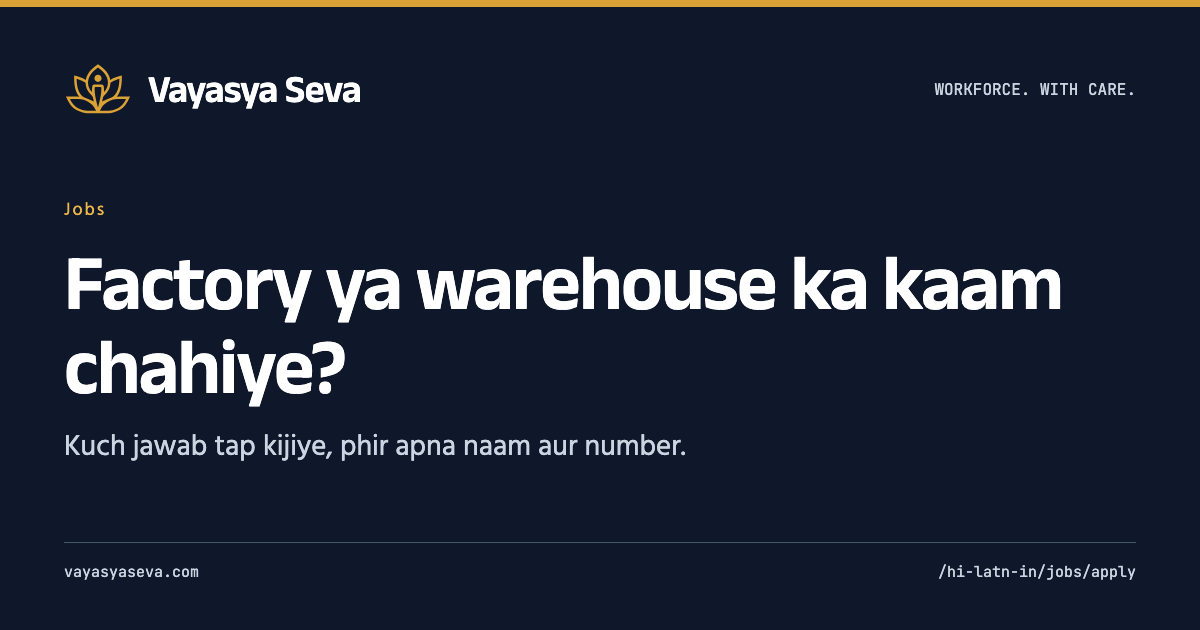 Vayasya Seva
WORKFORCE. WITH CARE.
Jobs
Factory ya warehouse ka kaam
chahiye?
Kuch jawab tap kijiye, phir apna naam aur number.
vayasyaseva.com
/hi-latn-in/jobs/apply